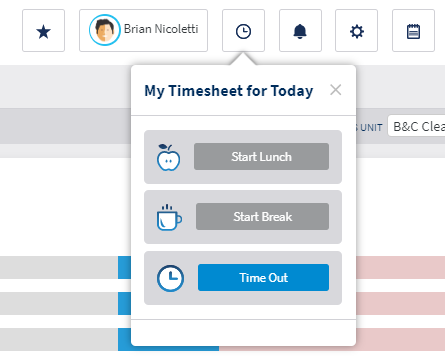 Brian Nicoletti
My Timesheet for Today
UNIT
B&C Clea
Start Lunch
Start Break
Time Out